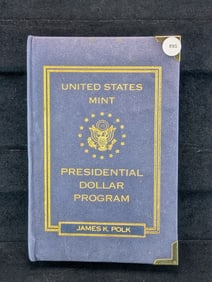 UNITED STATES
MINT
PRESIDENTIAL
DOLLAR
PROGRAM
JAMES K. POLK